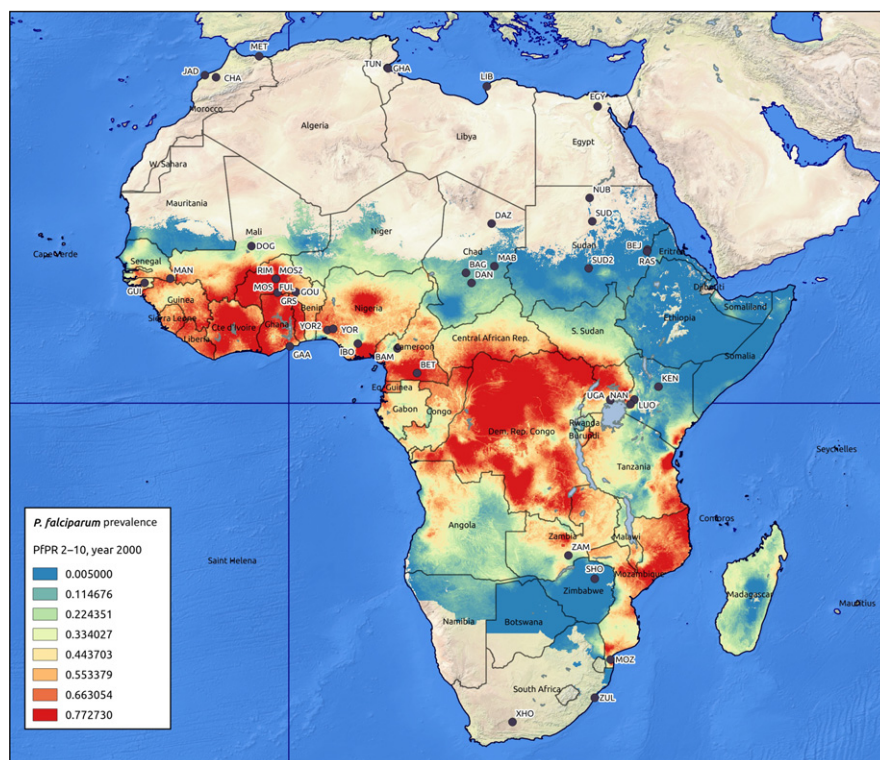 MET
TUN
GHA
JAD
CHA
LIB
EGY
Morocco
Algeria
Libya
Egypt
W. Sahara
NUB
Mauritania
SUD
DAZ
Mali
Niger
DOG
Cape Verde
Chad
Sudan
BEJ
Eritrea
MAB
BAG
SUD2
RAS
Senegal
MAN
RIM
MOS2
DAN
GUI
MOS
FUL
GOU
Djibouti
Guinea
GRS
Benin
Nigeria
Somaliland
Sierra Leone
Cte d'Ivoire
Ghana
YOR2
YOR
Ethiopia
Liberia
Central African Rep.
S. Sudan
GAA
IBO
BAM
Cameroon
Somalia
BET
KEN
Eq. Guinea
UGA
NAN
LUO
Gabon
Congo
Rwanda
Dem. Rep. Congo
Burundi
Seychelles
Tanzania
Comoros
Angola
P. falciparum prevalence
PfPR 2–10, year 2000
0.005000
0.114676
0.224351
0.334027
0.443703
0.553379
0.663054
0.772730
Zambia
Malawi
Saint Helena
ZAM
SHO
Mozambique
Zimbabwe
Madagascar
Mauritius
Namibia
Botswana
MOZ
South Africa
ZUL
XHO